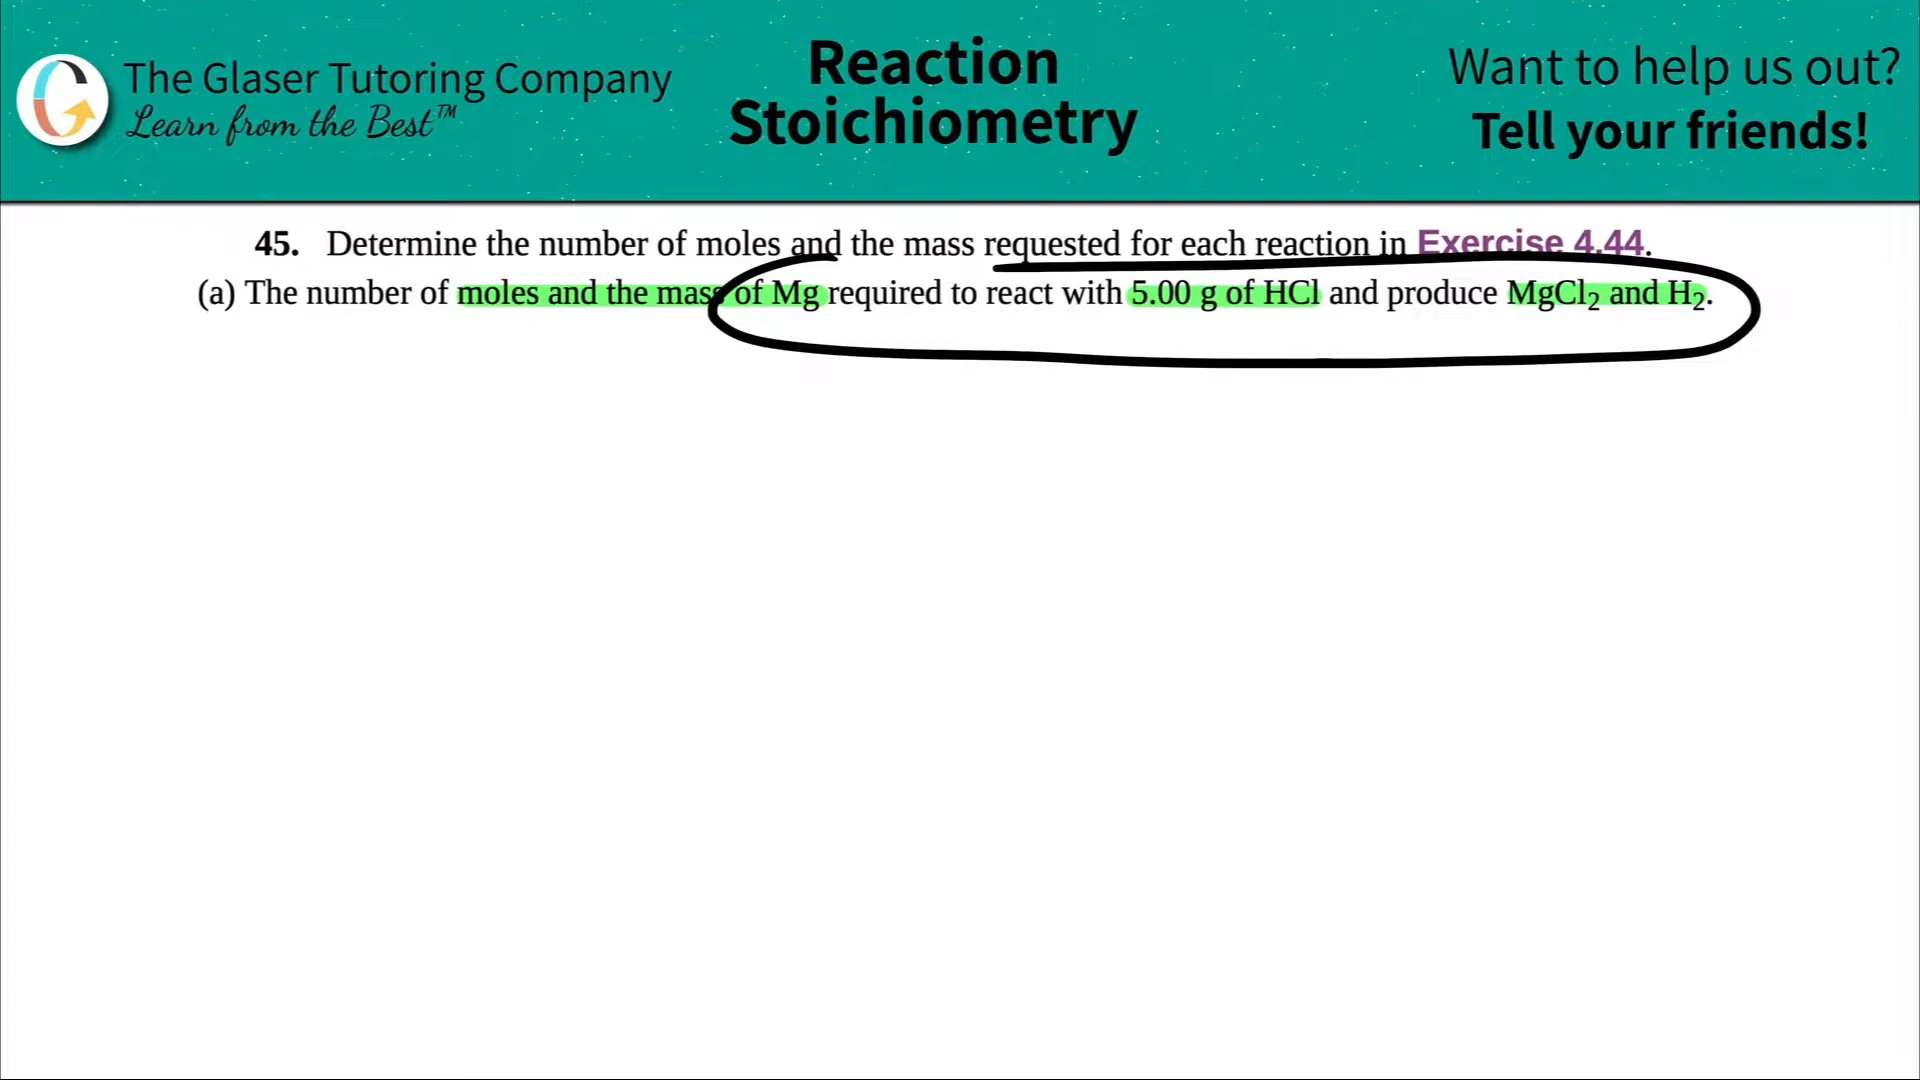 The Glaser Tutoring Company
Learn from the Best™
Reaction
Stoichiometry
Want to help us out?
Tell your friends!
45. Determine the number of moles and the mass requested for each reaction in Exercise 4.44.
(a) The number of moles and the mass of Mg required to react with 5.00 g of HCl and produce MgCl₂ and H₂.